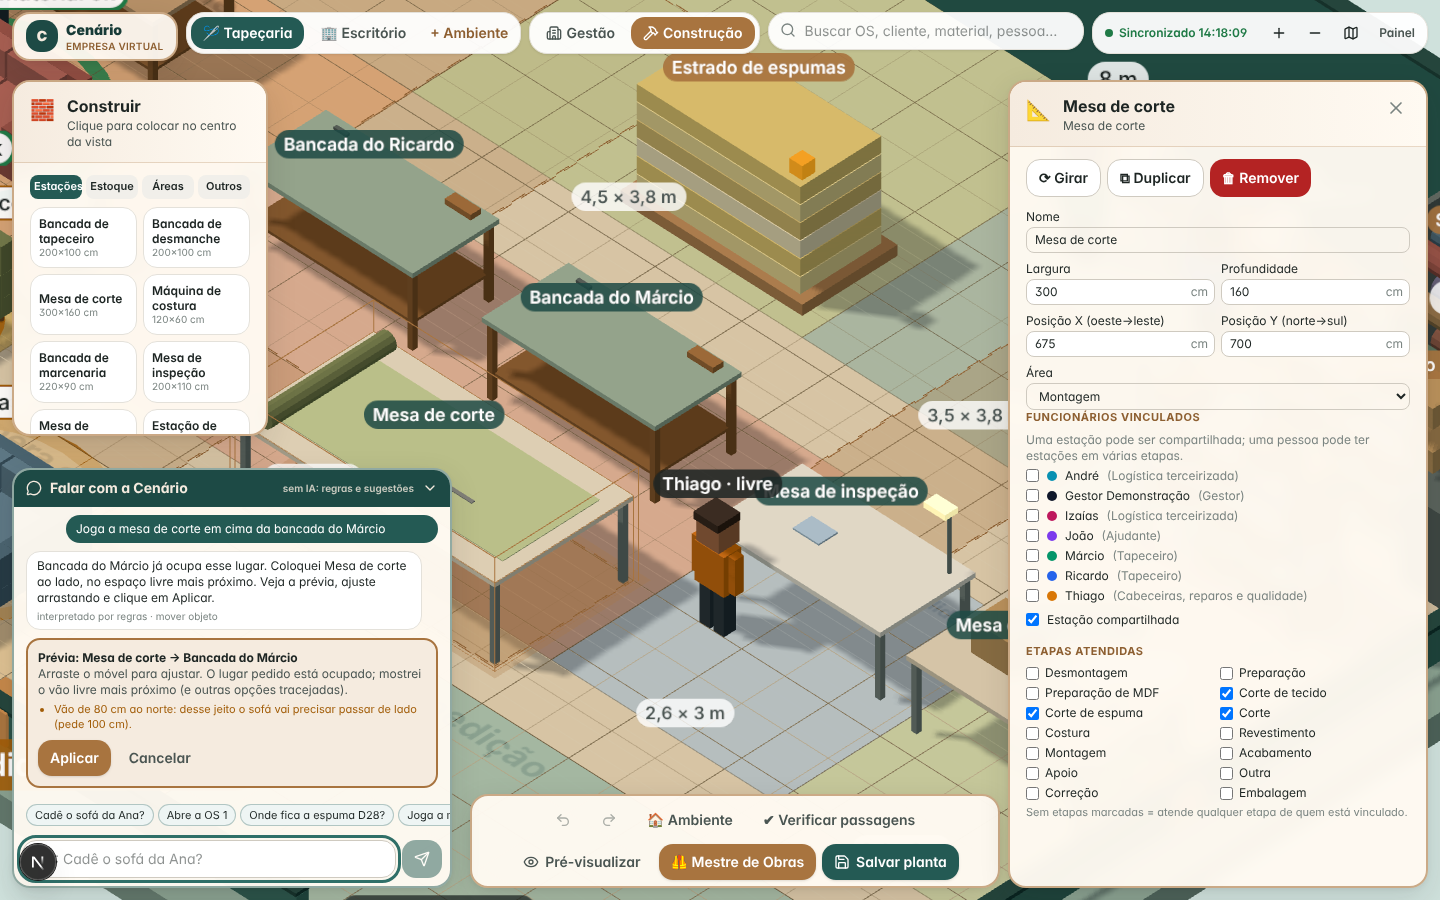 C
Cenário
EMPRESA VIRTUAL
Tapeçaria
Escritório
+ Ambiente
Gestão
Construção
Buscar OS, cliente, material, pessoa...
Sincronizado 14:18:09
Painel
Construir
Clique para colocar no centro
da vista
Estações
Estoque
Áreas
Outros
Bancada de
tapeceiro
200×100 cm
Bancada de
desmanche
200×100 cm
Mesa de corte
300×160 cm
Máquina de
costura
120×60 cm
Bancada de
marcenaria
220×90 cm
Mesa de
inspeção
200×110 cm
Mesa de
Estação de
Estrado de espumas
8 m
Bancada do Ricardo
4,5 × 3,8 m
Bancada do Márcio
Mesa de corte
3,5 × 3,8
Thiago · livre
Mesa de inspeção
Mesa
2,6 × 3 m
Falar com a Cenário
sem IA: regras e sugestões
Joga a mesa de corte em cima da bancada do Márcio
Bancada do Márcio já ocupa esse lugar. Coloquei Mesa de corte
ao lado, no espaço livre mais próximo. Veja a prévia, ajuste
arrastando e clique em Aplicar.
interpretado por regras · mover objeto
Prévia: Mesa de corte → Bancada do Márcio
Arraste o móvel para ajustar. O lugar pedido está ocupado; mostrei
o vão livre mais próximo (e outras opções tracejadas).
• Vão de 80 cm ao norte: desse jeito o sofá vai precisar passar de lado
(pede 100 cm).
Aplicar
Cancelar
Cadê o sofá da Ana?
Abre a OS 1
Onde fica a espuma D28?
Joga a
N
Cadê o sofá da Ana?
Ambiente
✔ Verificar passagens
Pré-visualizar
Mestre de Obras
Salvar planta
Mesa de corte
Mesa de corte
⟳ Girar
Duplicar
Remover
Nome
Mesa de corte
Largura
Profundidade
300 cm
160 cm
Posição X (oeste→leste)
Posição Y (norte→sul)
675 cm
700 cm
Área
Montagem
FUNCIONÁRIOS VINCULADOS
Uma estação pode ser compartilhada; uma pessoa pode ter
estações em várias etapas.
André (Logística terceirizada)
Gestor Demonstração (Gestor)
Izaías (Logística terceirizada)
João (Ajudante)
Márcio (Tapeceiro)
Ricardo (Tapeceiro)
Thiago (Cabeceiras, reparos e qualidade)
Estação compartilhada
ETAPAS ATENDIDAS
Desmontagem
Preparação
Preparação de MDF
Corte de tecido
Corte de espuma
Corte
Costura
Revestimento
Montagem
Acabamento
Apoio
Outra
Correção
Embalagem
Sem etapas marcadas = atende qualquer etapa de quem está vinculado.